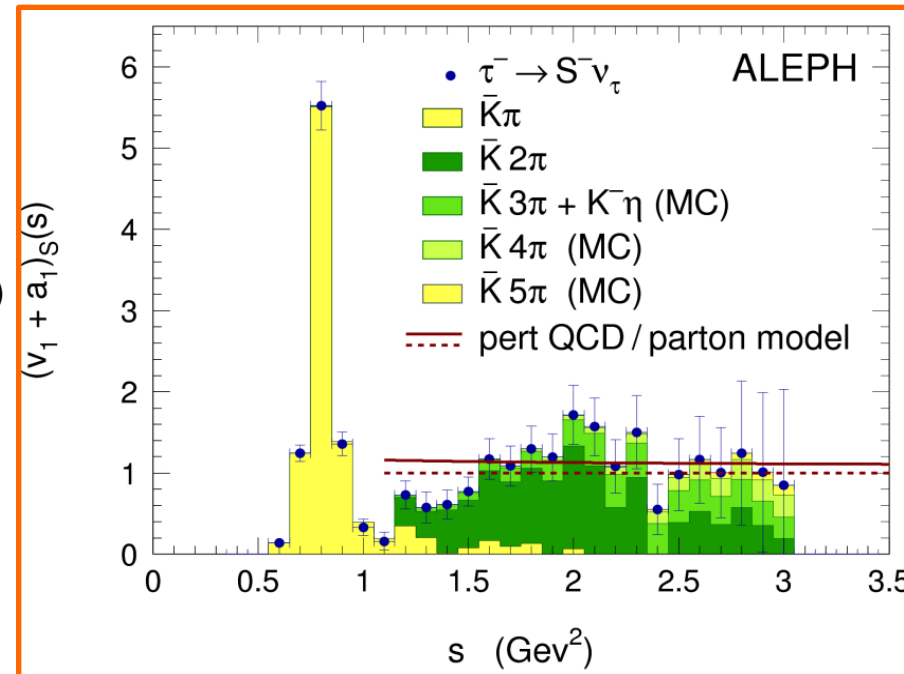 ALEPH
τ⁻ → S⁻ν_τ
K̄π
K̄ 2π
K̄ 3π + K⁻η (MC)
K̄ 4π (MC)
K̄ 5π (MC)
pert QCD / parton model
(v₁ + a₁)_S(s)
)
6
5
4
3
2
1
0
0 0.5 1 1.5 2 2.5 3 3.5
s (Gev²)